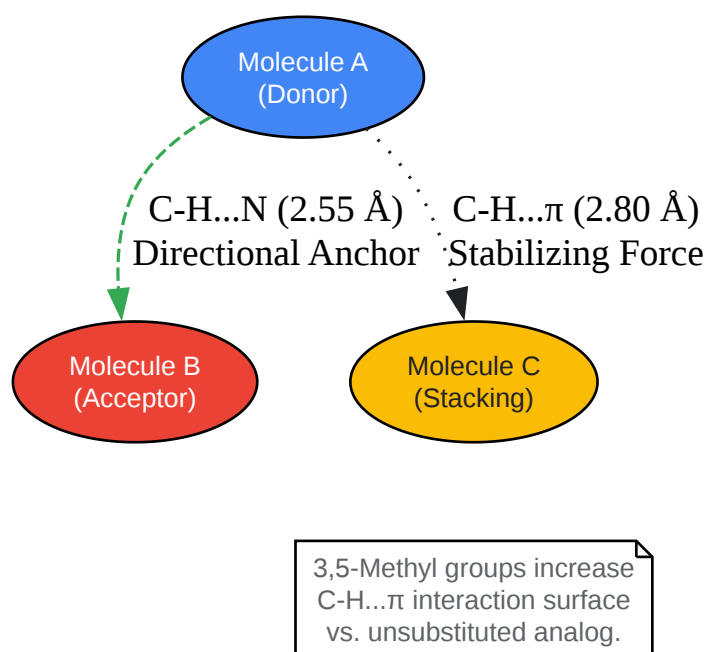 Molecule A
(Donor)
C-H...N (2.55 Å)
Directional Anchor
C-H...π (2.80 Å)
Stabilizing Force
Molecule B
(Acceptor)
Molecule C
(Stacking)
3,5-Methyl groups increase
C-H...π interaction surface
vs. unsubstituted analog.